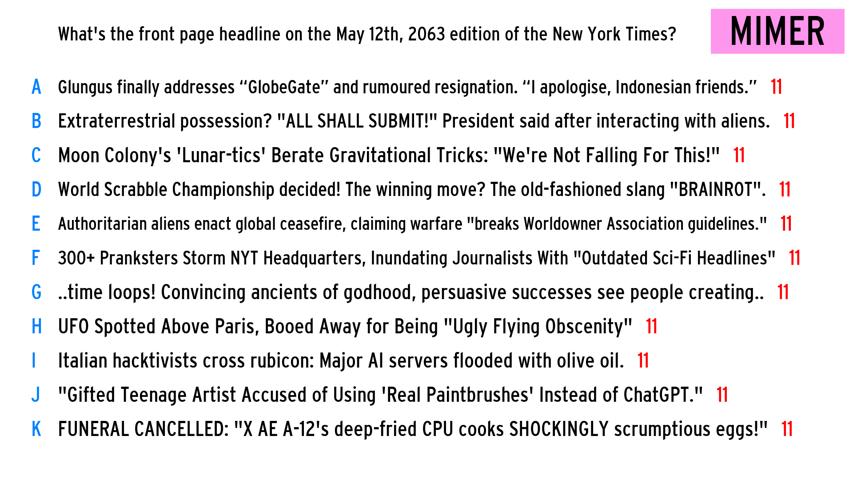 What's the front page headline on the May 12th, 2063 edition of the New York Times?
MIMER
A Glungus finally addresses “GlobeGate” and rumoured resignation. “I apologise, Indonesian friends.” 11
B Extraterrestrial possession? "ALL SHALL SUBMIT!" President said after interacting with aliens. 11
C Moon Colony's 'Lunar-tics' Berate Gravitational Tricks: "We're Not Falling For This!" 11
D World Scrabble Championship decided! The winning move? The old-fashioned slang "BRAINROT". 11
E Authoritarian aliens enact global ceasefire, claiming warfare "breaks Worldowner Association guidelines." 11
F 300+ Pranksters Storm NYT Headquarters, Inundating Journalists With "Outdated Sci-Fi Headlines" 11
G ..time loops! Convincing ancients of godhood, persuasive successes see people creating.. 11
H UFO Spotted Above Paris, Booed Away for Being "Ugly Flying Obscenity" 11
I Italian hacktivists cross rubicon: Major AI servers flooded with olive oil. 11
J "Gifted Teenage Artist Accused of Using 'Real Paintbrushes' Instead of ChatGPT." 11
K FUNERAL CANCELLED: "X AE A-12's deep-fried CPU cooks SHOCKINGLY scrumptious eggs!" 11